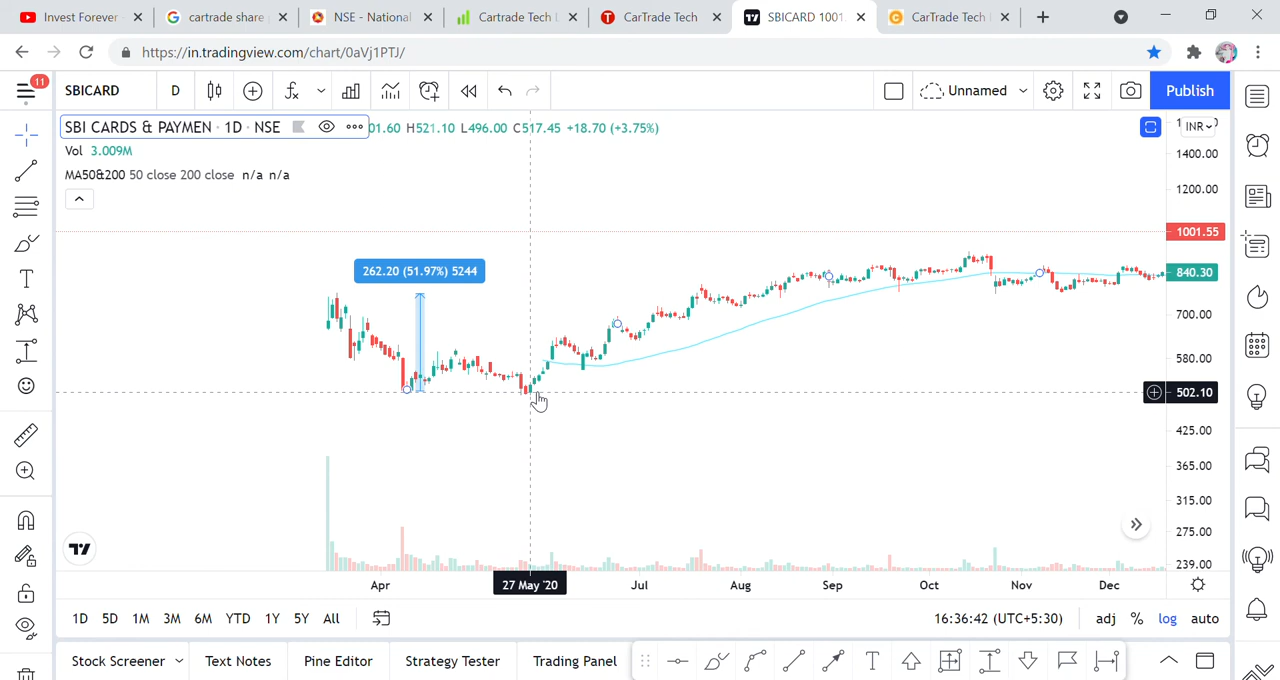 Invest Forever -
cartrade share
NSE - National
Cartrade Tech
CarTrade Tech
SBICARD 1001.
CarTrade Tech
https://in.tradingview.com/chart/0aVj1PTJ/
11
SBICARD
D
Unnamed
Publish
SBI CARDS & PAYMEN · 1D · NSE
01.60 H521.10 L496.00 C517.45 +18.70 (+3.75%)
Vol 3.009M
MA50&200 50 close 200 close n/a n/a
INR
1400.00
1200.00
1001.55
840.30
700.00
580.00
502.10
425.00
365.00
315.00
275.00
239.00
262.20 (51.97%) 5244
Apr
27 May '20
Jul
Aug
Sep
Oct
Nov
Dec
1D 5D 1M 3M 6M YTD 1Y 5Y All
16:36:42 (UTC+5:30)
adj % log auto
Stock Screener
Text Notes
Pine Editor
Strategy Tester
Trading Panel